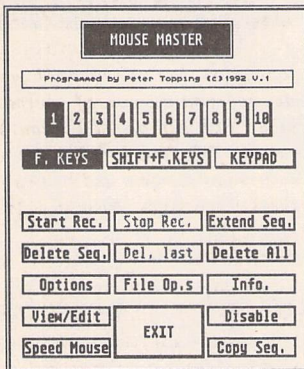 MOUSE MASTER
Programmed by Peter Topping (c)1992 V.1
1 2 3 4 5 6 7 8 9 10
F. KEYS SHIFT+F.KEYS KEYPAD
Start Rec. Stop Rec. Extend Seq.
Delete Seq. Del. last Delete All
Options File Op.s Info.
View/Edit EXIT Disable
Speed Mouse Copy Seq.